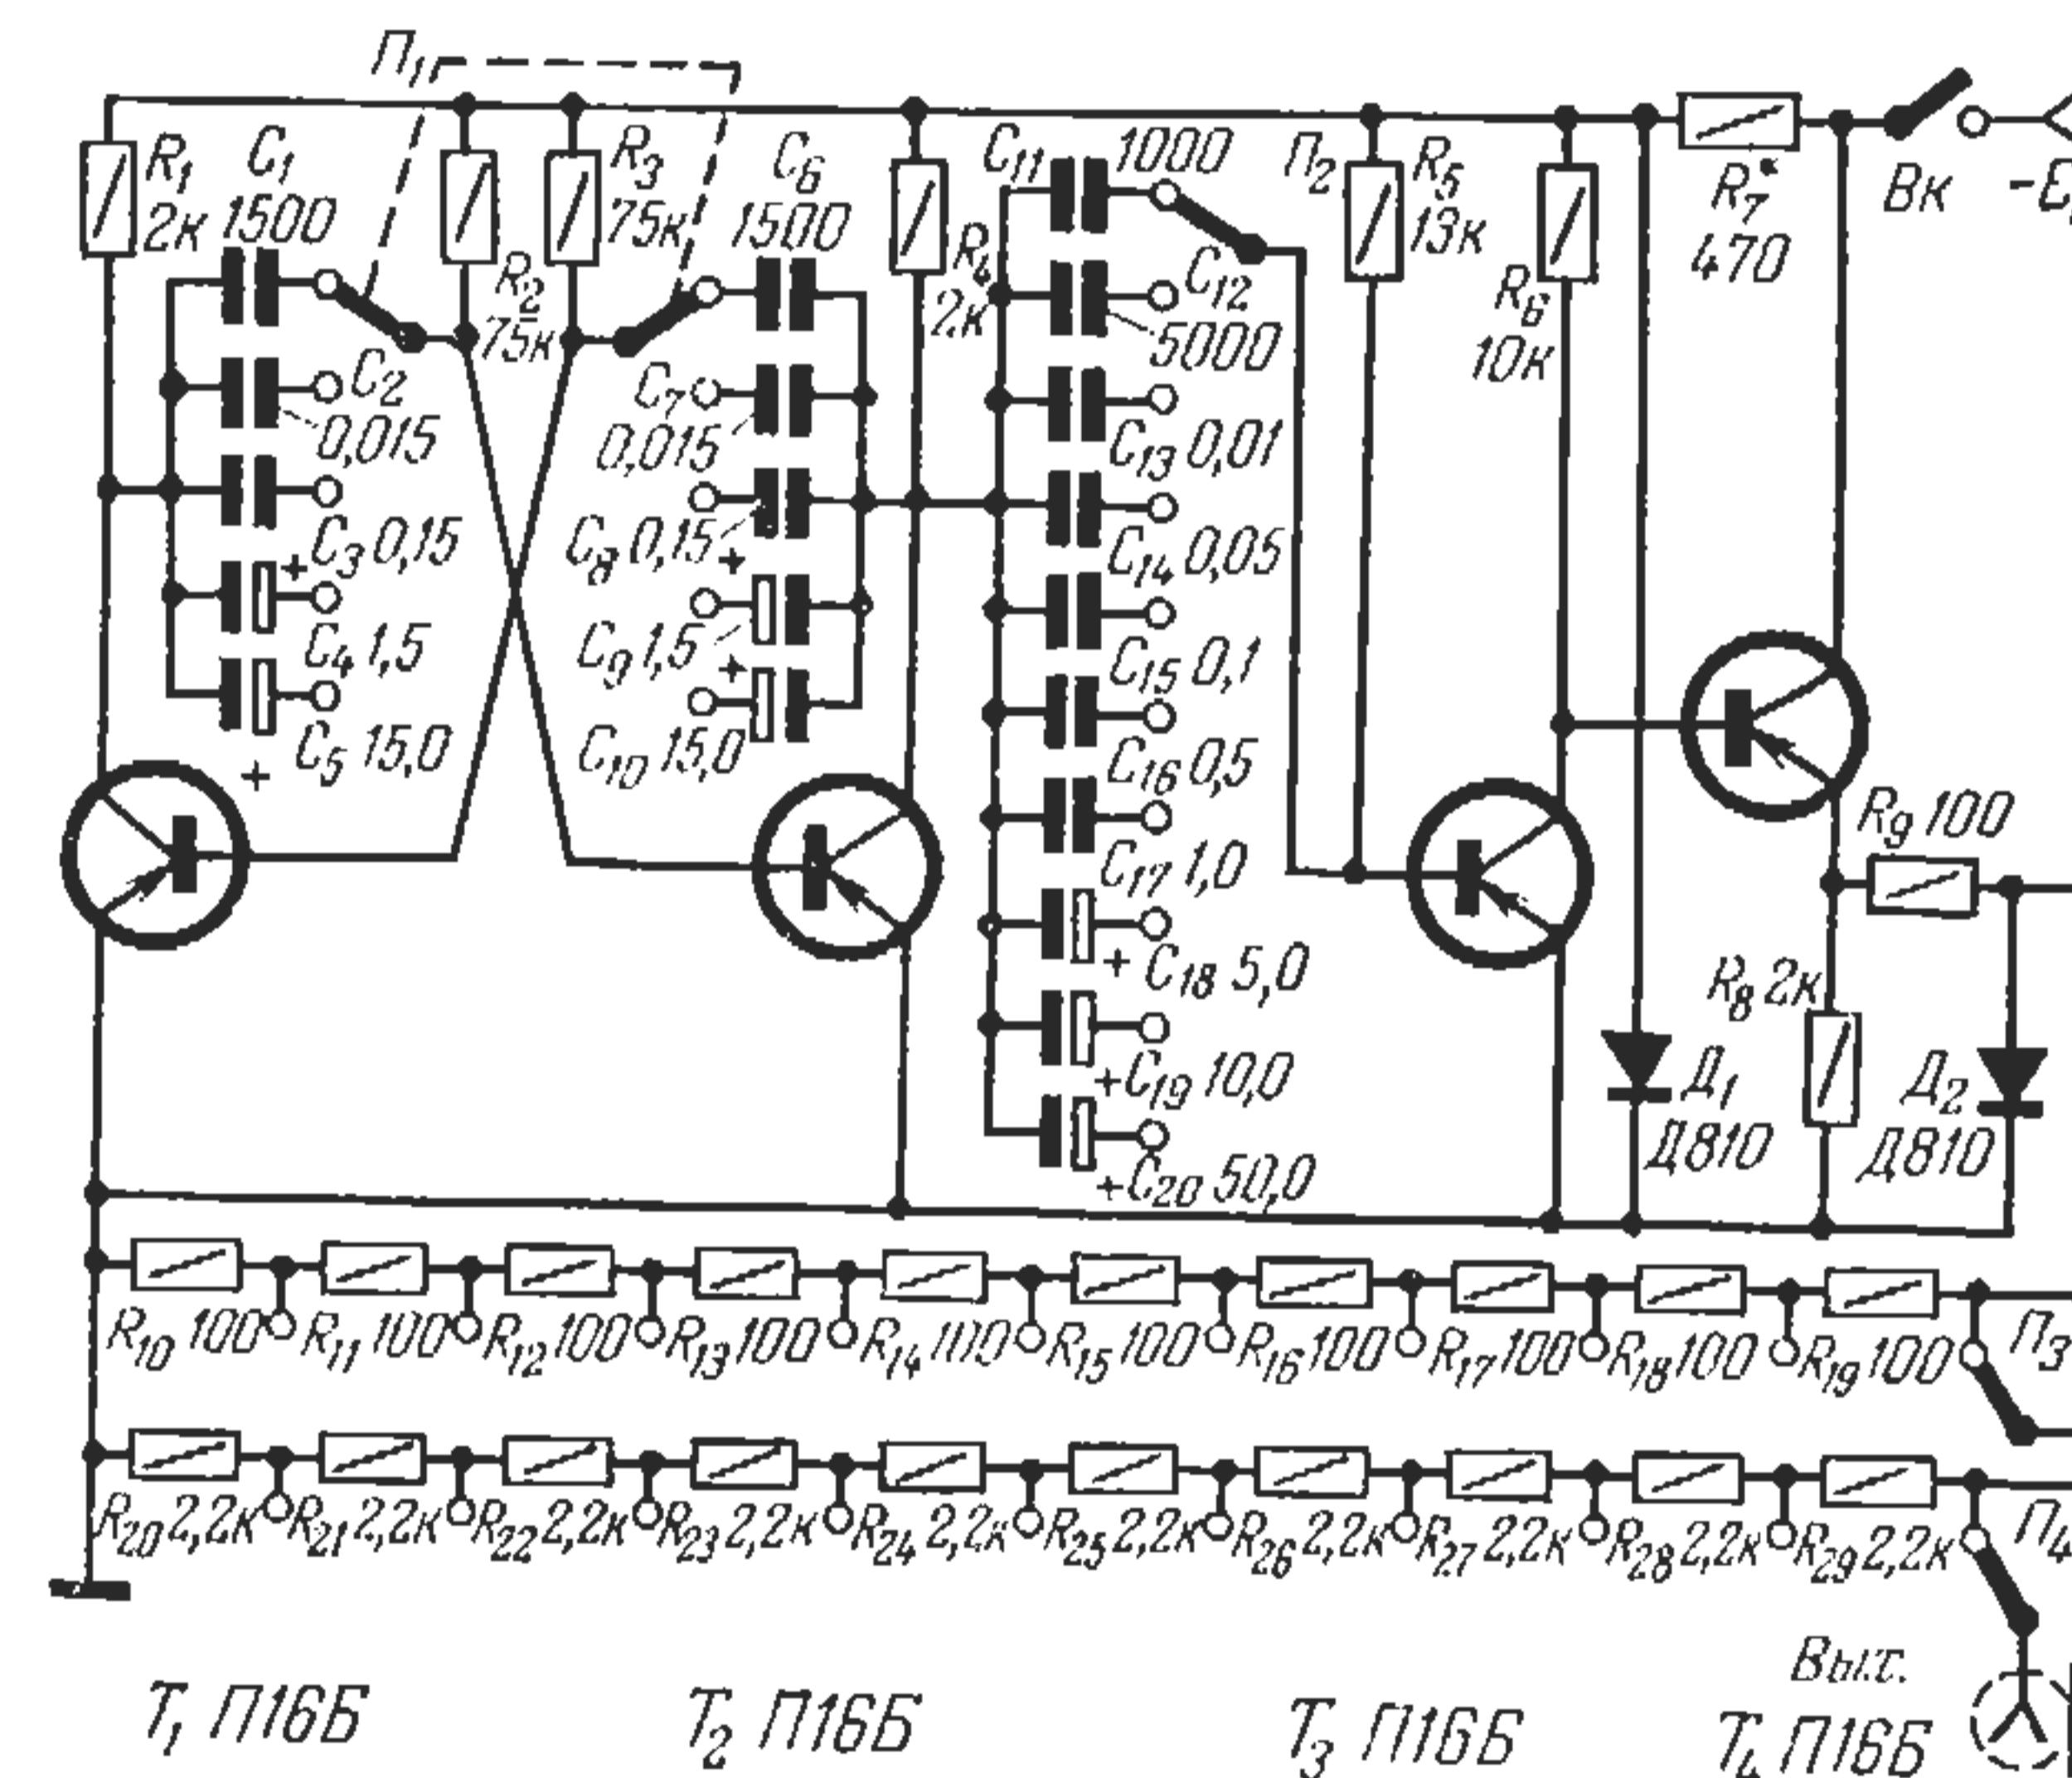 П₁
R₁ 2к
C₁ 1500
R₂ 75к
R₃ 75к
C₆ 1500
R₄ 2к
C₁₁ 1000
П₂
R₅ 13к
R₆ 10к
R₇* 470
Вк
-E
C₂ 0,015
C₇ 0,015
C₁₂ 5000
C₃ 0,15
C₈ 0,15
C₁₃ 0,01
+
C₄ 1,5
+
C₉ 1,5
C₁₄ 0,05
+
C₅ 15,0
+
C₁₀ 15,0
C₁₅ 0,1
C₁₆ 0,5
C₁₇ 1,0
+ C₁₈ 5,0
+ C₁₉ 10,0
+ C₂₀ 50,0
R₉ 100
R₈ 2к
Д₁
Д810
Д₂
Д810
R₁₀ 100 R₁₁ 100 R₁₂ 100 R₁₃ 100 R₁₄ 100 R₁₅ 100 R₁₆ 100 R₁₇ 100 R₁₈ 100 R₁₉ 100 П₃
R₂₀ 2,2к R₂₁ 2,2к R₂₂ 2,2к R₂₃ 2,2к R₂₄ 2,2к R₂₅ 2,2к R₂₆ 2,2к R₂₇ 2,2к R₂₈ 2,2к R₂₉ 2,2к П₄
Вых.
T₁ П16Б T₂ П16Б T₃ П16Б T₄ П16Б